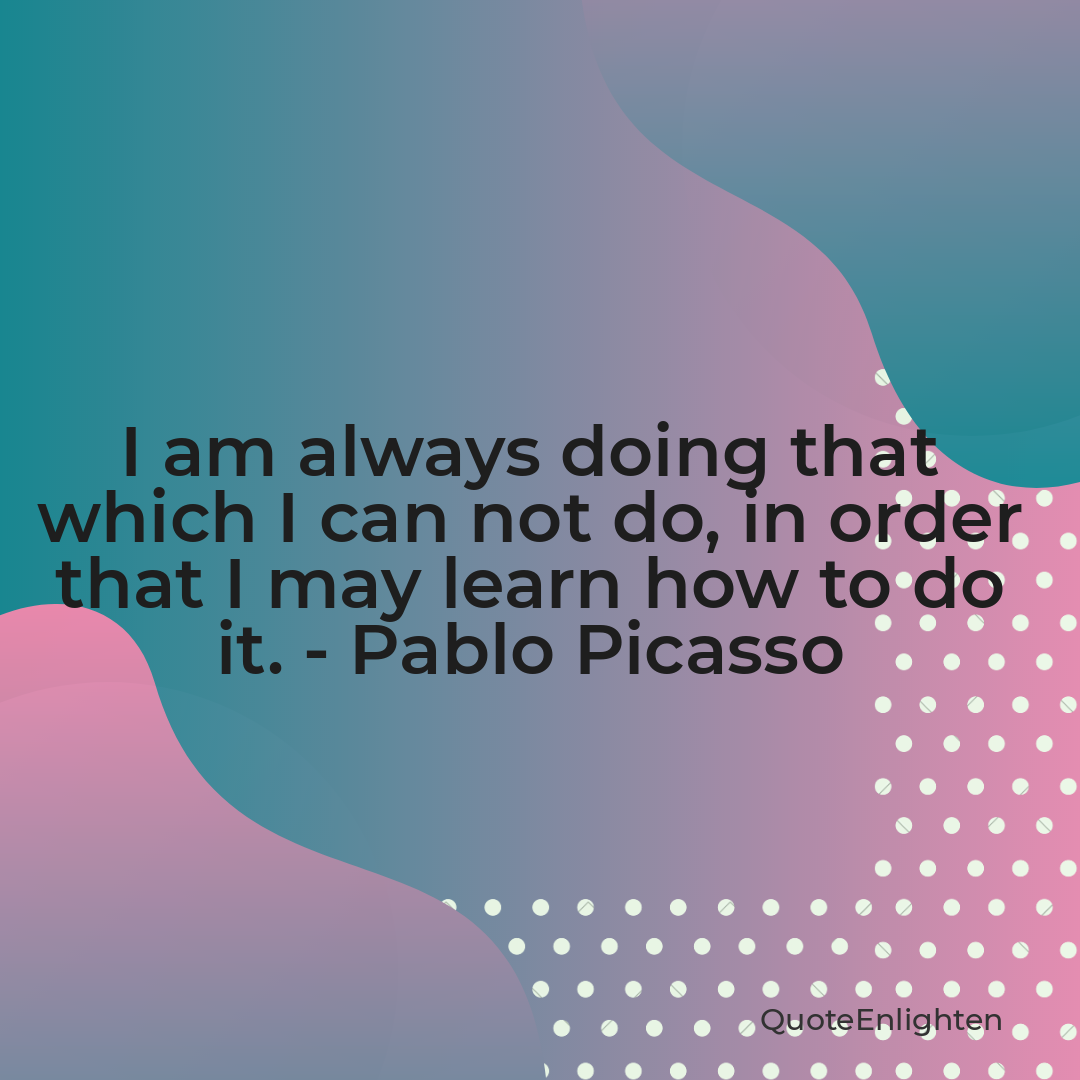 I am always doing that
which I can not do, in order
that I may learn how to do
it. - Pablo Picasso
QuoteEnlighten